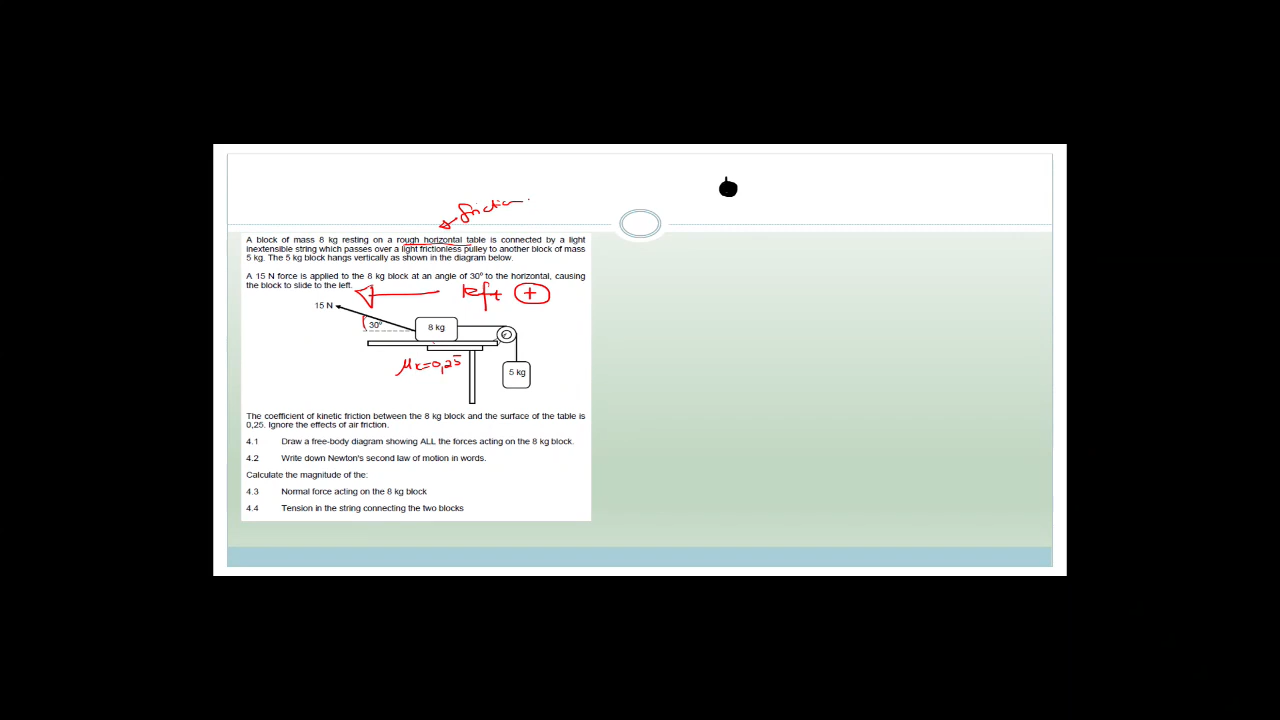 friction
A block of mass 8 kg resting on a rough horizontal table is connected by a light
inextensible string which passes over a light frictionless pulley to another block of mass
5 kg. The 5 kg block hangs vertically as shown in the diagram below.
A 15 N force is applied to the 8 kg block at an angle of 30° to the horizontal, causing
the block to slide to the left.
left +
15 N
30°
8 kg
μk=0,25
5 kg
The coefficient of kinetic friction between the 8 kg block and the surface of the table is
0,25. Ignore the effects of air friction.
4.1 Draw a free-body diagram showing ALL the forces acting on the 8 kg block.
4.2 Write down Newton's second law of motion in words.
Calculate the magnitude of the:
4.3 Normal force acting on the 8 kg block
4.4 Tension in the string connecting the two blocks